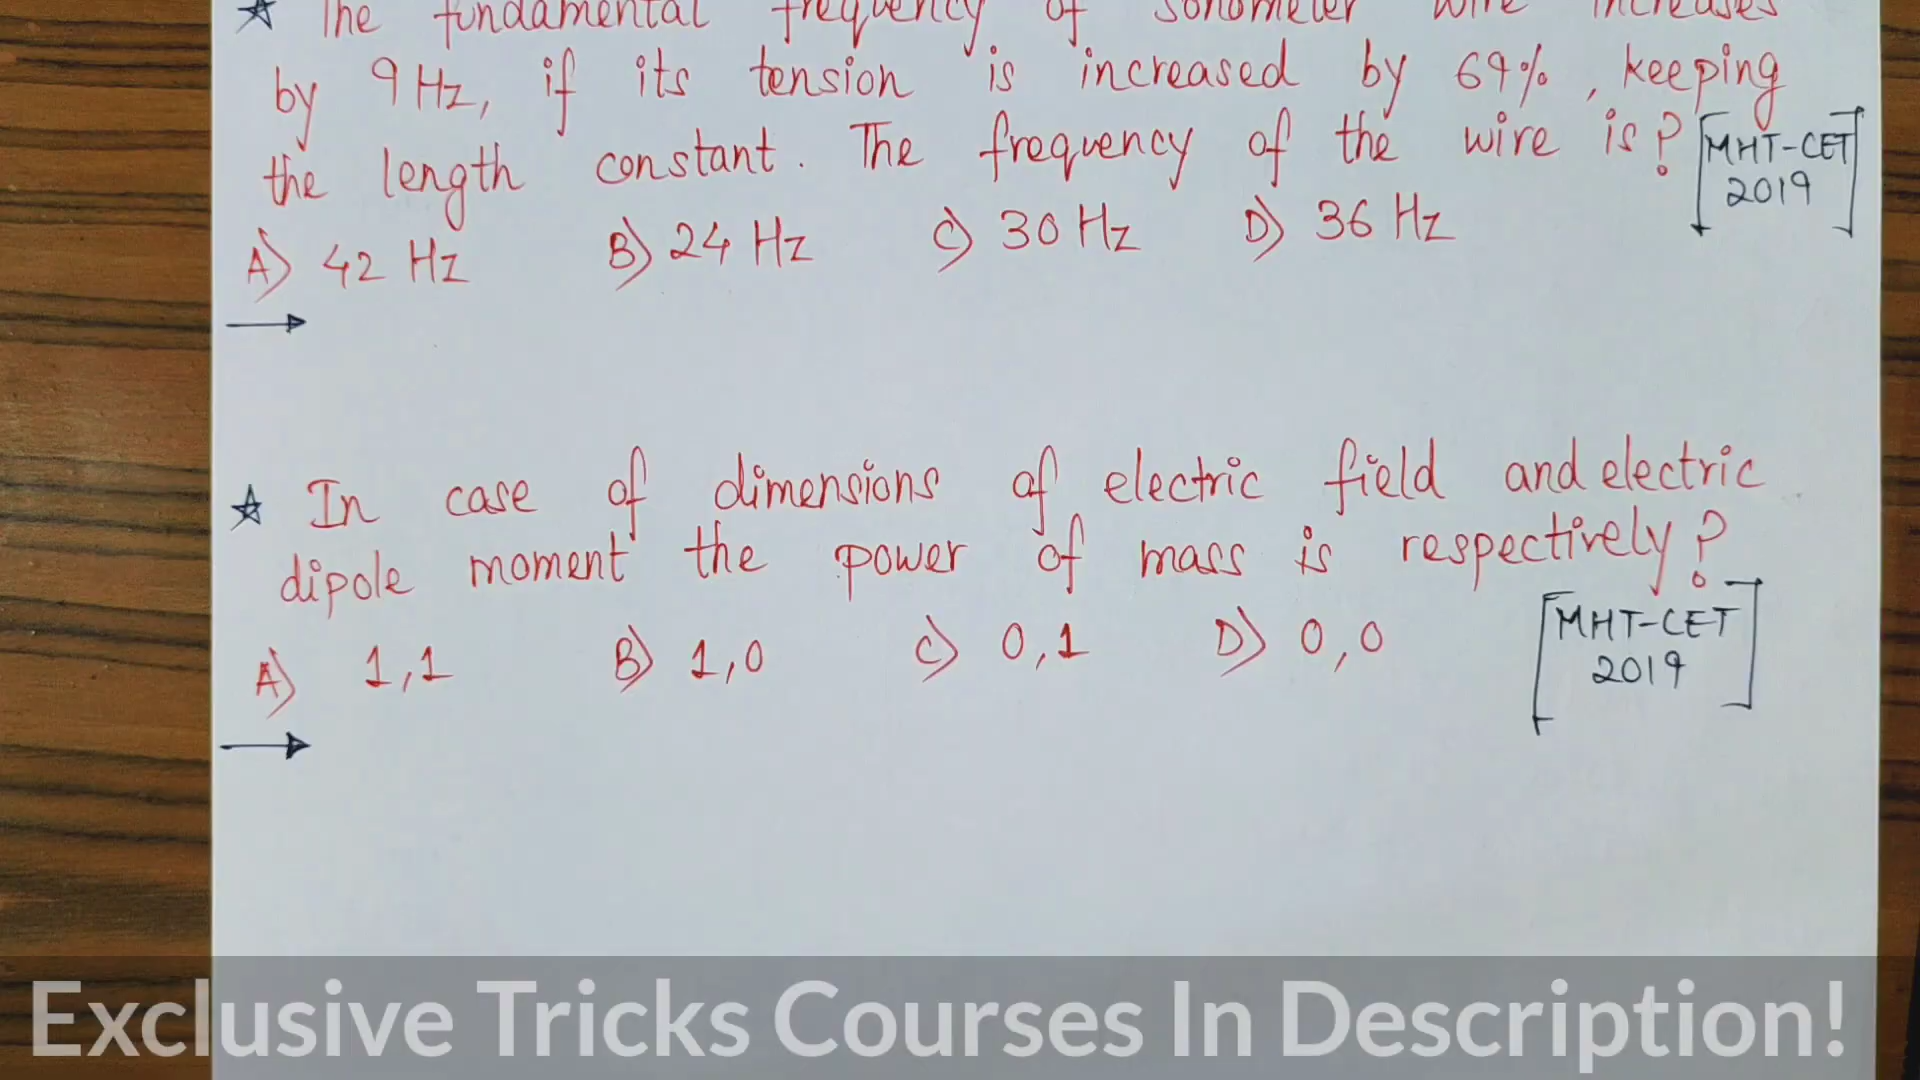 ☆ The fundamental frequency of sonometer wire increases
by 9 Hz, if its tension is increased by 69%, keeping
the length constant. The frequency of the wire is?
[MHT-CET
2019]
A) 42 Hz B) 24 Hz C) 30 Hz D) 36 Hz
→
☆ In case of dimensions of electric field and electric
dipole moment the power of mass is respectively?
[MHT-CET
2019]
A) 1,1 B) 1,0 C) 0,1 D) 0,0
→
Exclusive Tricks Courses In Description!